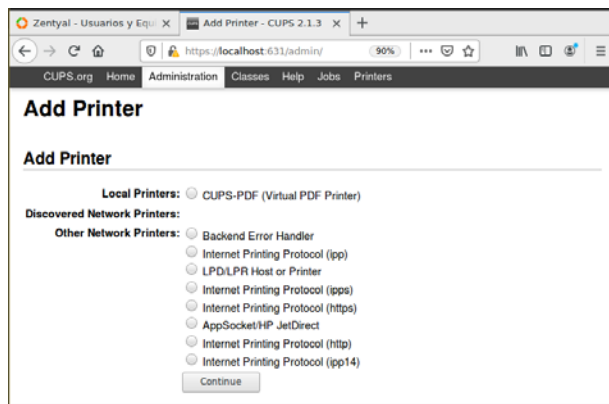 Zentyal - Usuarios y Equi
Add Printer - CUPS 2.1.3
https://localhost:631/admin/
90%
CUPS.org Home Administration Classes Help Jobs Printers
Add Printer
Add Printer
Local Printers: CUPS-PDF (Virtual PDF Printer)
Discovered Network Printers:
Other Network Printers: Backend Error Handler
Internet Printing Protocol (ipp)
LPD/LPR Host or Printer
Internet Printing Protocol (ipps)
Internet Printing Protocol (https)
AppSocket/HP JetDirect
Internet Printing Protocol (http)
Internet Printing Protocol (ipp14)
Continue